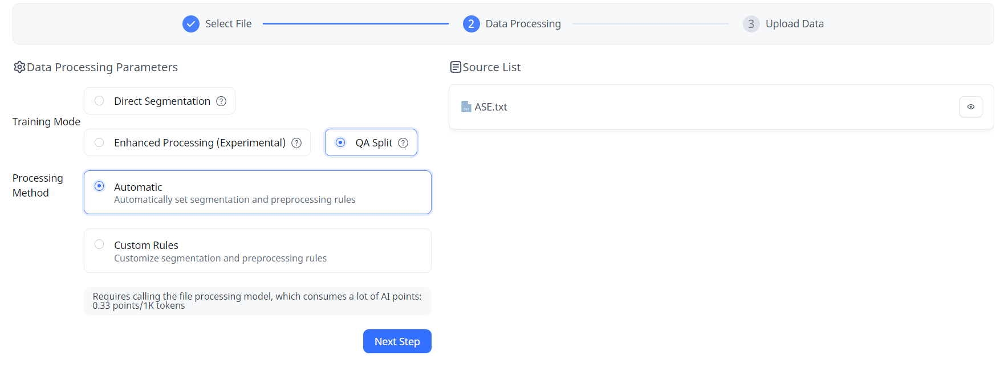 Select File
2 Data Processing
3 Upload Data
Data Processing Parameters
Training Mode
Direct Segmentation ?
Enhanced Processing (Experimental) ?
QA Split ?
Processing
Method
Automatic
Automatically set segmentation and preprocessing rules
Custom Rules
Customize segmentation and preprocessing rules
Requires calling the file processing model, which consumes a lot of AI points:
0.33 points/1K tokens
Next Step
Source List
TXT ASE.txt